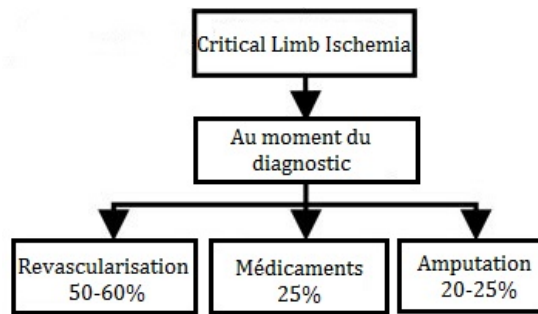 Critical Limb Ischemia
Au moment du
diagnostic
Revascularisation
50-60%
Médicaments
25%
Amputation
20-25%